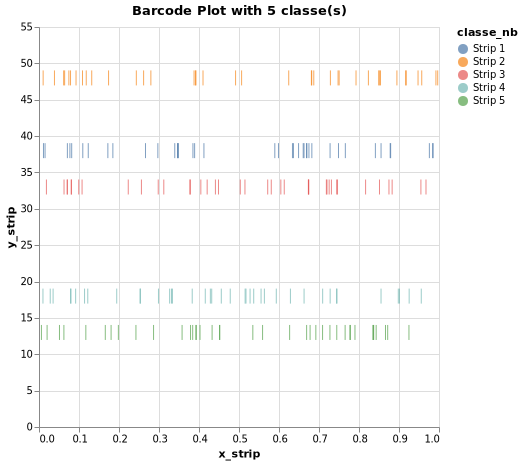 Barcode Plot with 5 classe(s)
classe_nb
Strip 1
Strip 2
Strip 3
Strip 4
Strip 5
y_strip
55
50
45
40
35
30
25
20
15
10
5
0
0.0 0.1 0.2 0.3 0.4 0.5 0.6 0.7 0.8 0.9 1.0
x_strip